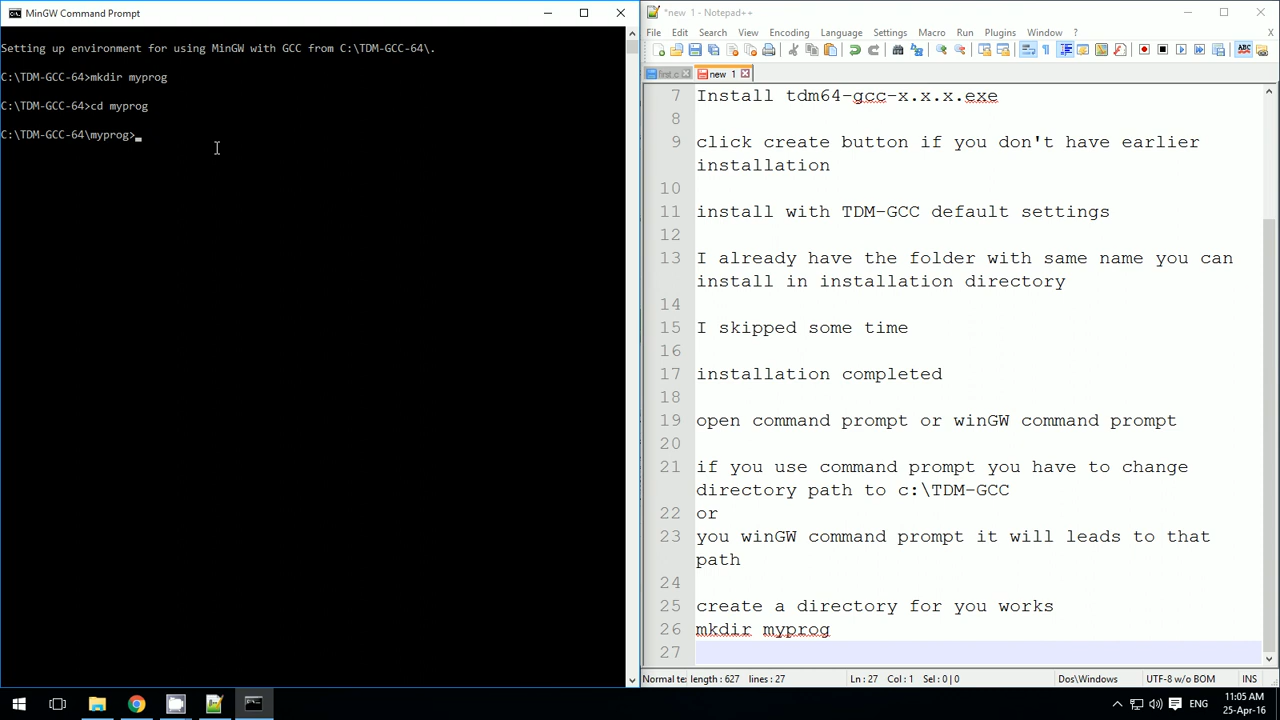 MinGW Command Prompt
Setting up environment for using MinGW with GCC from C:\TDM-GCC-64\.
C:\TDM-GCC-64>mkdir myprog
C:\TDM-GCC-64>cd myprog
C:\TDM-GCC-64\myprog>
*new 1 - Notepad++
File Edit Search View Encoding Language Settings Macro Run Plugins Window ?
X
first.c
new 1
7 Install tdm64-gcc-x.x.x.exe
8
9 click create button if you don't have earlier
installation
10
11 install with TDM-GCC default settings
12
13 I already have the folder with same name you can
install in installation directory
14
15 I skipped some time
16
17 installation completed
18
19 open command prompt or winGW command prompt
20
21 if you use command prompt you have to change
directory path to c:\TDM-GCC
22 or
23 you winGW command prompt it will leads to that
path
24
25 create a directory for you works
26 mkdir myprog
27
Normal te length : 627 lines : 27 Ln : 27 Col : 1 Sel : 0 | 0 Dos\Windows UTF-8 w/o BOM INS
ENG
11:05 AM
25-Apr-16